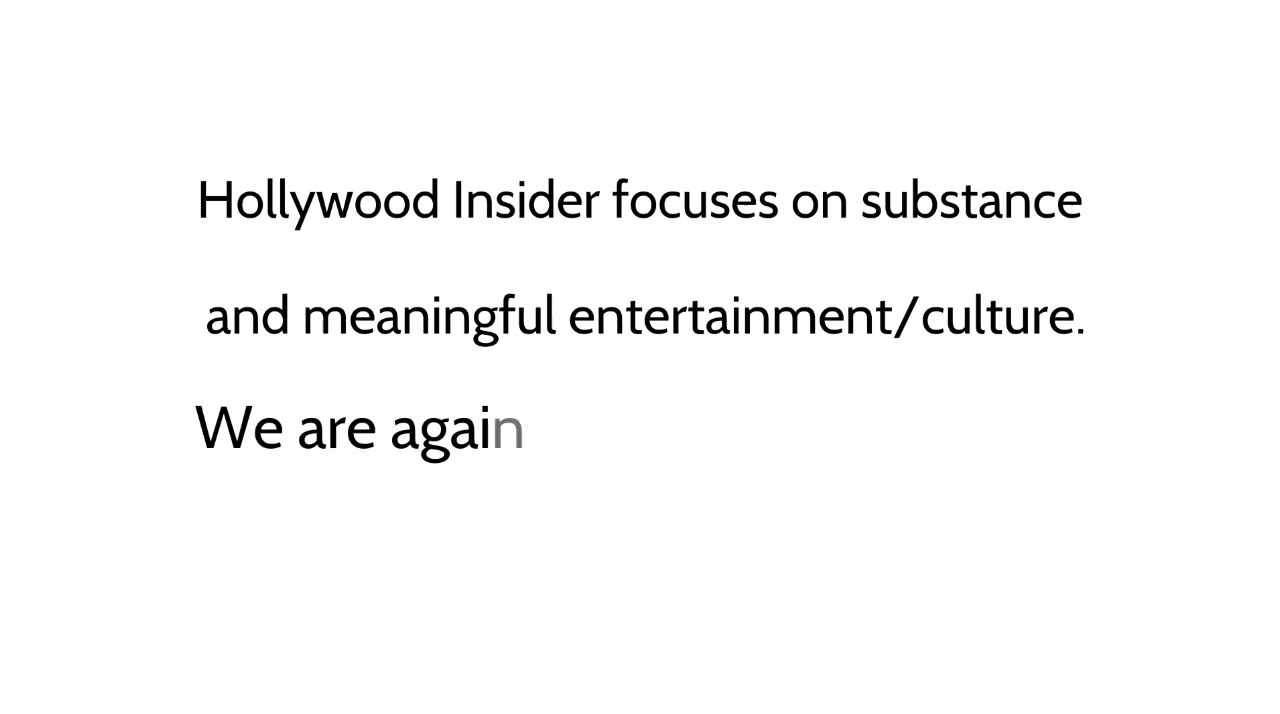 Hollywood Insider focuses on substance
and meaningful entertainment/culture.
We are again